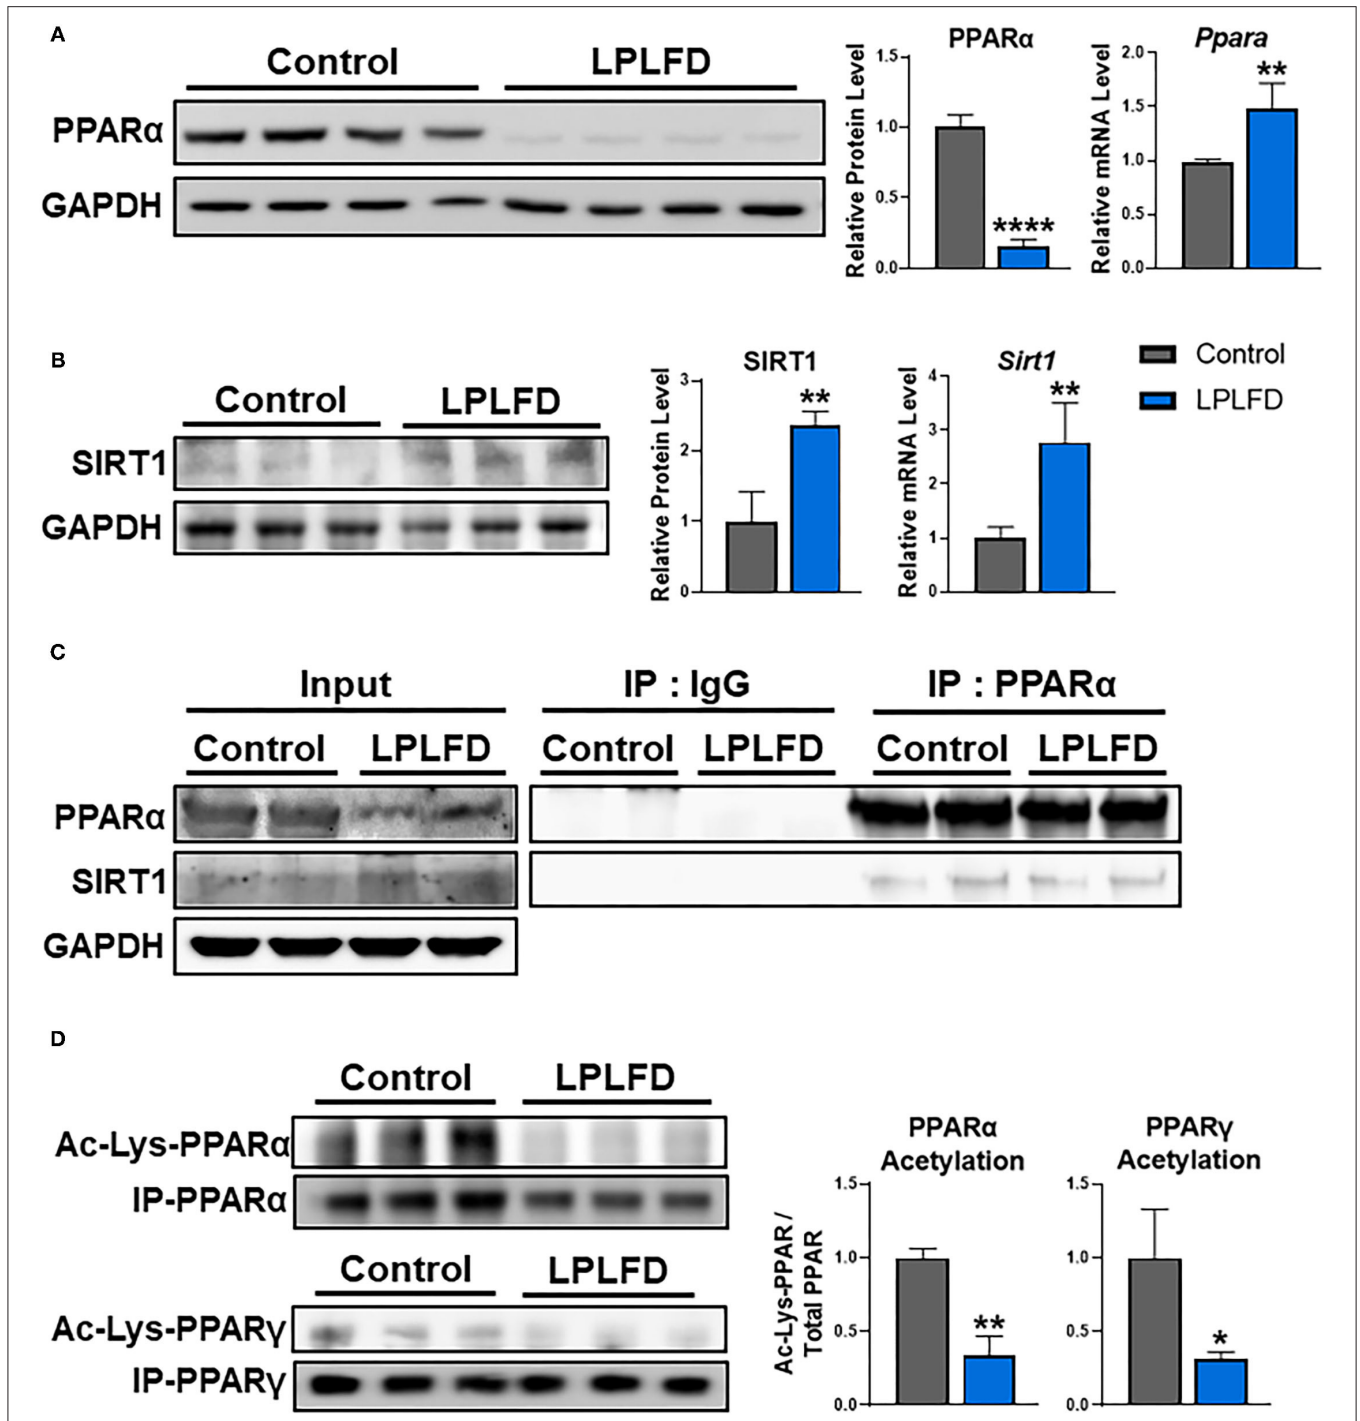 A
Control LPLFD
PPARα
GAPDH
PPARα
Relative Protein Level
1.5
1.0
0.5
0.0
****
Ppara
Relative mRNA Level
2.0
1.5
1.0
0.5
0.0
**
B
Control LPLFD
SIRT1
GAPDH
SIRT1
Relative Protein Level
3
2
1
0
**
Sirt1
Relative mRNA Level
4
3
2
1
0
**
Control
LPLFD
C
Input IP : IgG IP : PPARα
Control LPLFD Control LPLFD Control LPLFD
PPARα
SIRT1
GAPDH
D
Control LPLFD
Ac-Lys-PPARα
IP-PPARα
Control LPLFD
Ac-Lys-PPARγ
IP-PPARγ
PPARα
Acetylation
Ac-Lys-PPAR /
Total PPAR
1.5
1.0
0.5
0.0
**
PPARγ
Acetylation
1.5
1.0
0.5
0.0
*